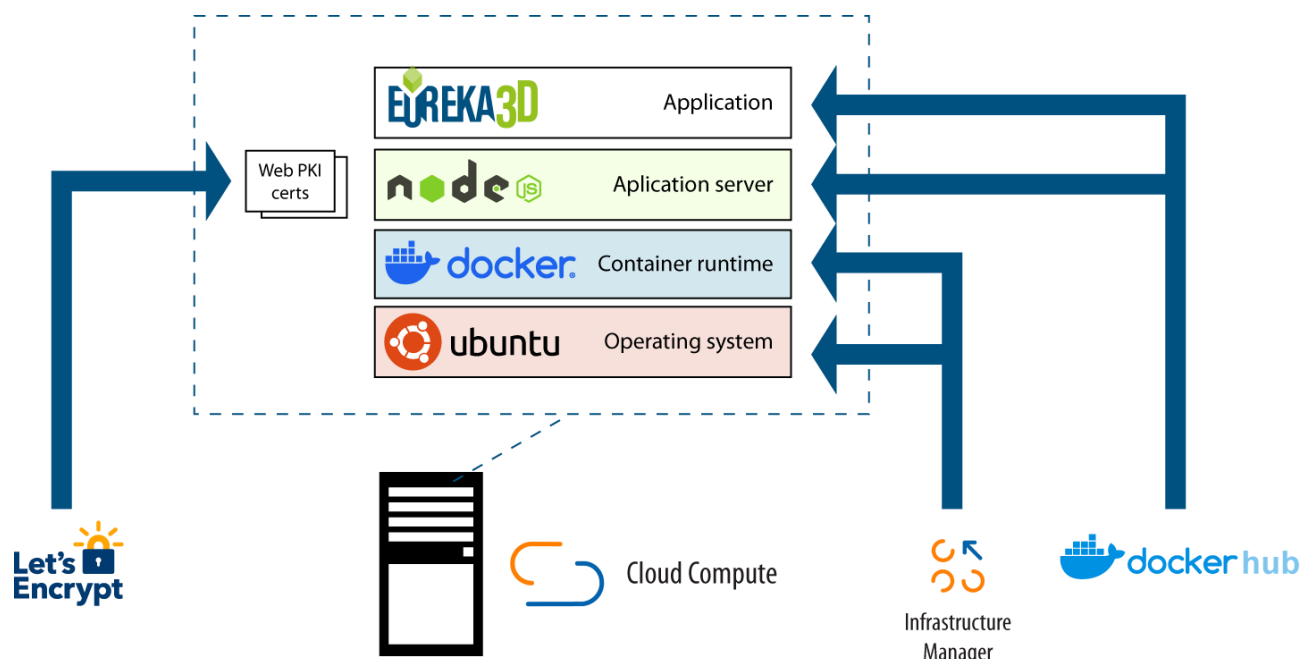 EUREKA3D Application
Web PKI
certs
node JS Aplication server
docker Container runtime
ubuntu Operating system
Let's
Encrypt
Cloud Compute
Infrastructure
Manager
docker hub